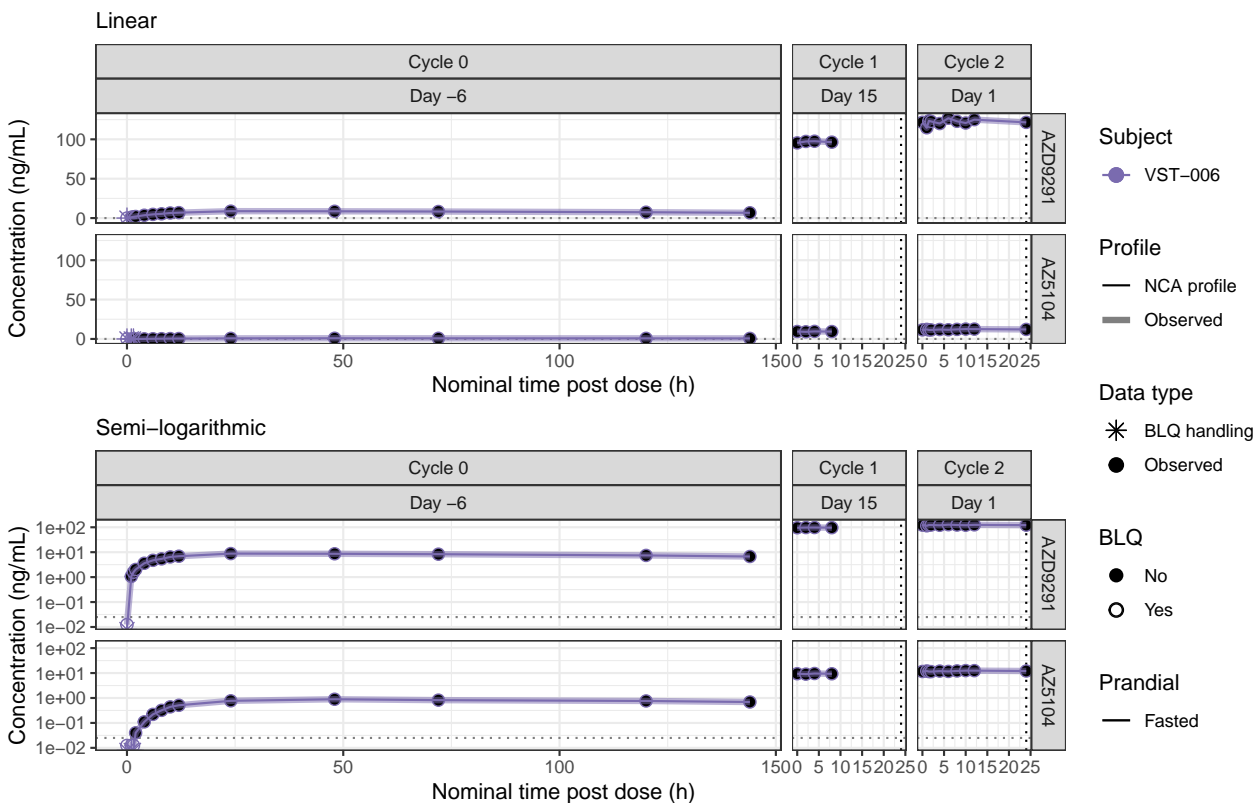 Linear
Cycle 0
Cycle 1
Cycle 2
Day −6
Day 15
Day 1
Concentration (ng/mL)
100
50
0
AZD9291
100
50
0
AZ5104
0 50 100 150
0 5 10 15 20 25
0 5 10 15 20 25
Nominal time post dose (h)
Semi−logarithmic
Cycle 0
Cycle 1
Cycle 2
Day −6
Day 15
Day 1
Concentration (ng/mL)
1e+02
1e+01
1e+00
1e−01
1e−02
AZD9291
1e+02
1e+01
1e+00
1e−01
1e−02
AZ5104
0 50 100 150
0 5 10 15 20 25
0 5 10 15 20 25
Nominal time post dose (h)
Subject
VST−006
Profile
NCA profile
Observed
Data type
BLQ handling
Observed
BLQ
No
Yes
Prandial
Fasted